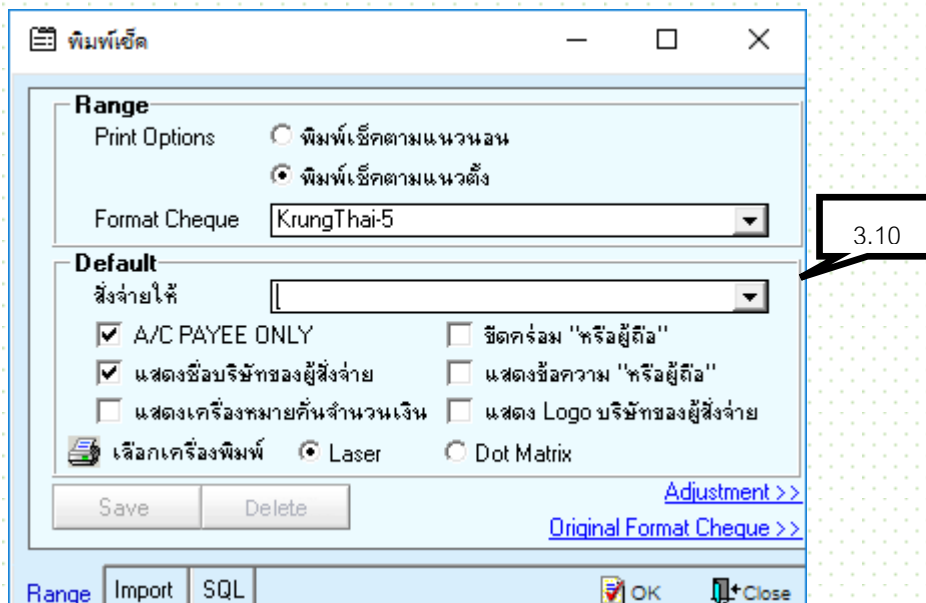 พิมพ์เช็ค
Range
Print Options พิมพ์เช็คตามแนวนอน
พิมพ์เช็คตามแนวตั้ง
Format Cheque KrungThai-5
3.10
Default
สั่งจ่ายให้
A/C PAYEE ONLY ขีดคร่อม "หรือผู้ถือ"
แสดงชื่อบริษัทของผู้สั่งจ่าย แสดงข้อความ "หรือผู้ถือ"
แสดงเครื่องหมายคั่นจำนวนเงิน แสดง Logo บริษัทของผู้สั่งจ่าย
เลือกเครื่องพิมพ์ Laser Dot Matrix
Save Delete Adjustment >>
Original Format Cheque >>
Range Import SQL OK Close